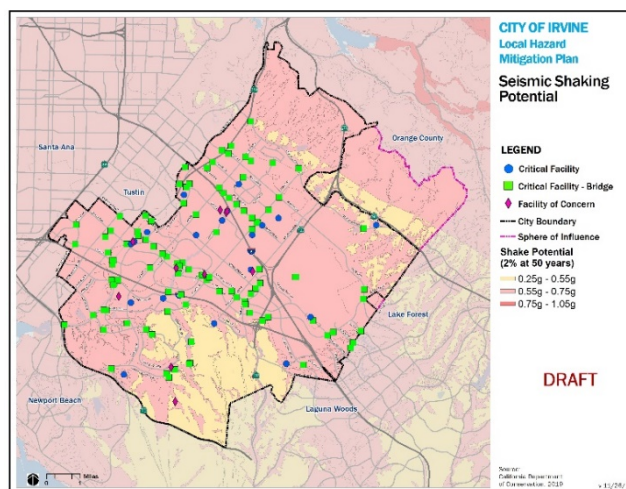 CITY OF IRVINE
Local Hazard
Mitigation Plan
Seismic Shaking
Potential
Orange County
Santa Ana
Tustin
LEGEND
Critical Facility
Critical Facility - Bridge
Facility of Concern
City Boundary
Sphere of Influence
Shake Potential
(2% at 50 years)
0.25g - 0.55g
0.55g - 0.75g
0.75g - 1.05g
Lake Forest
DRAFT
Newport Beach
Laguna Woods
Miles
Source:
California Department
of Conservation, 2019